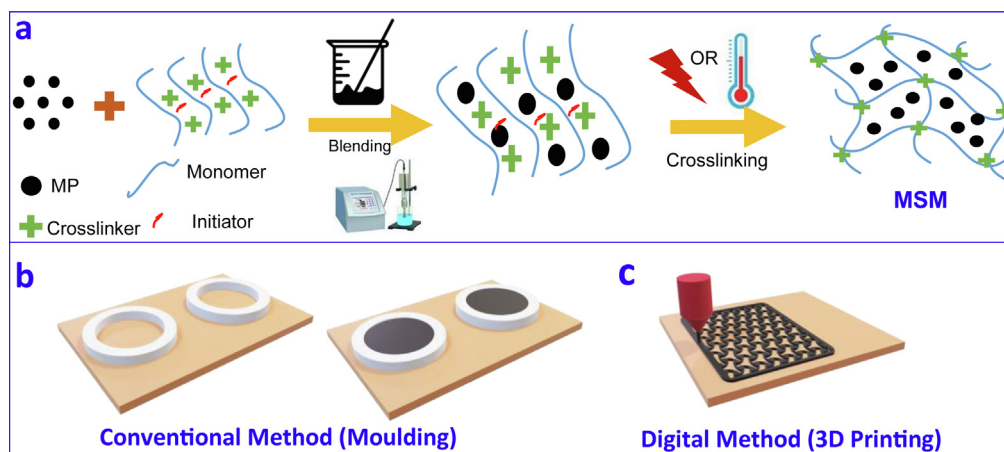 a
OR
Blending
Crosslinking
Monomer
MP
Crosslinker
Initiator
MSM
b
c
Conventional Method (Moulding)
Digital Method (3D Printing)